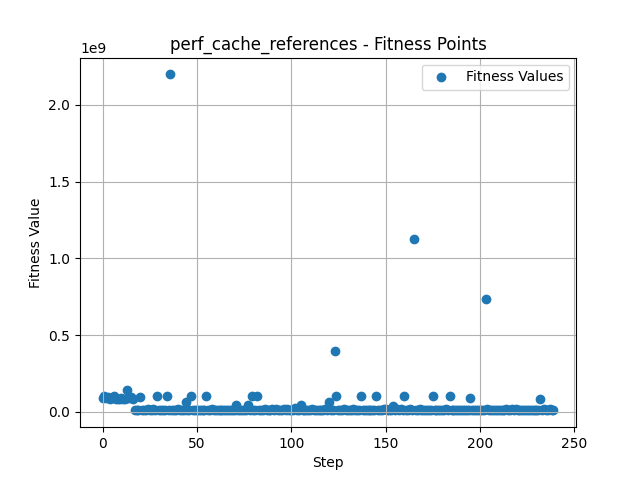 perf_cache_references - Fitness Points
1e9
Fitness Values
2.0
1.5
1.0
0.5
0.0
Fitness Value
0
50
100
150
200
250
Step